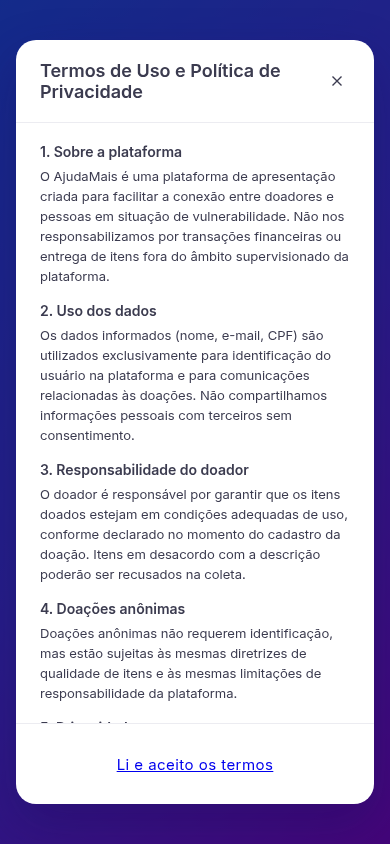 Termos de Uso e Política de
Privacidade
×
1. Sobre a plataforma
O AjudaMais é uma plataforma de apresentação
criada para facilitar a conexão entre doadores e
pessoas em situação de vulnerabilidade. Não nos
responsabilizamos por transações financeiras ou
entrega de itens fora do âmbito supervisionado da
plataforma.
2. Uso dos dados
Os dados informados (nome, e-mail, CPF) são
utilizados exclusivamente para identificação do
usuário na plataforma e para comunicações
relacionadas às doações. Não compartilhamos
informações pessoais com terceiros sem
consentimento.
3. Responsabilidade do doador
O doador é responsável por garantir que os itens
doados estejam em condições adequadas de uso,
conforme declarado no momento do cadastro da
doação. Itens em desacordo com a descrição
poderão ser recusados na coleta.
4. Doações anônimas
Doações anônimas não requerem identificação,
mas estão sujeitas às mesmas diretrizes de
qualidade de itens e às mesmas limitações de
responsabilidade da plataforma.
Li e aceito os termos